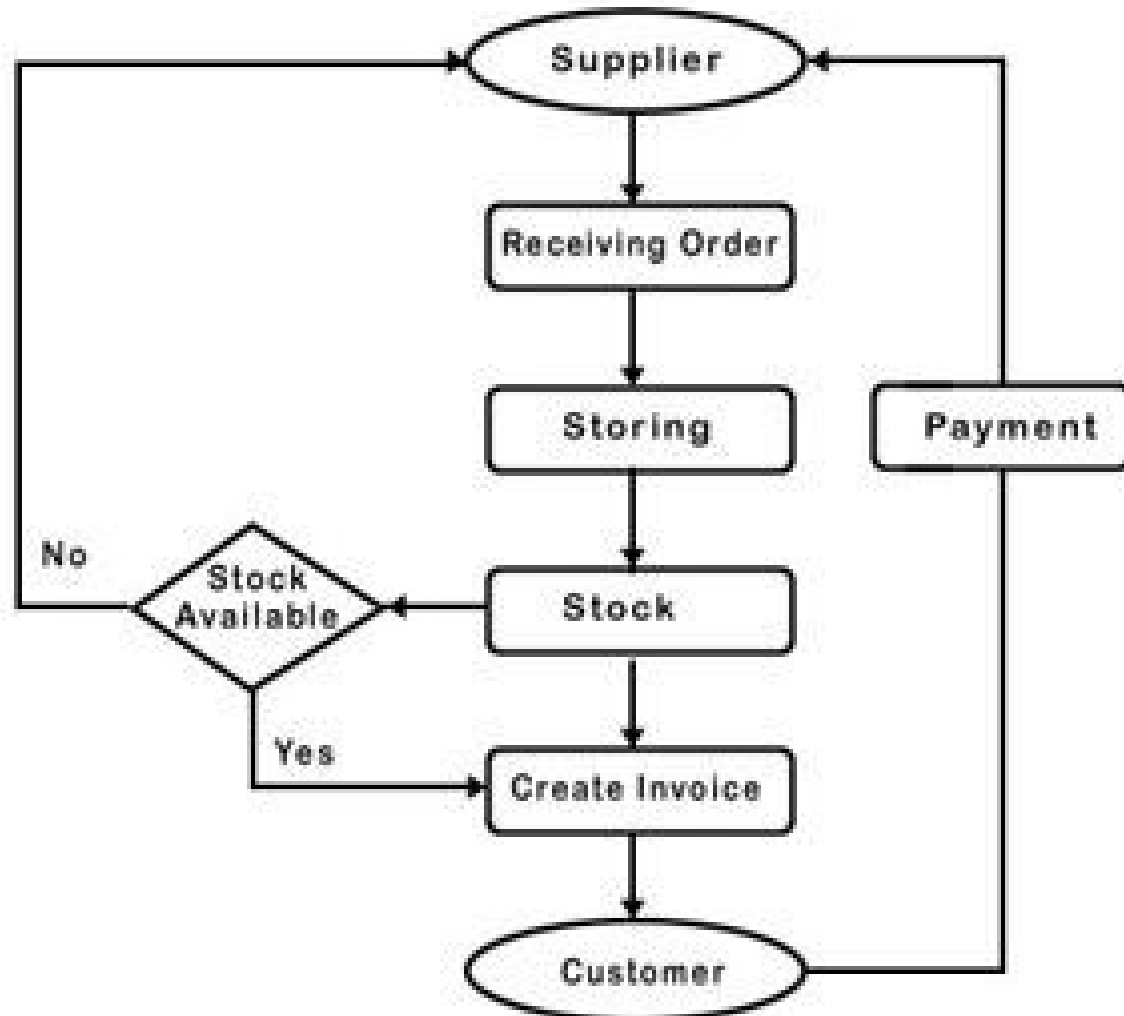 Supplier
Receiving Order
Storing
Payment
No
Stock
Available
Stock
Yes
Create Invoice
Customer